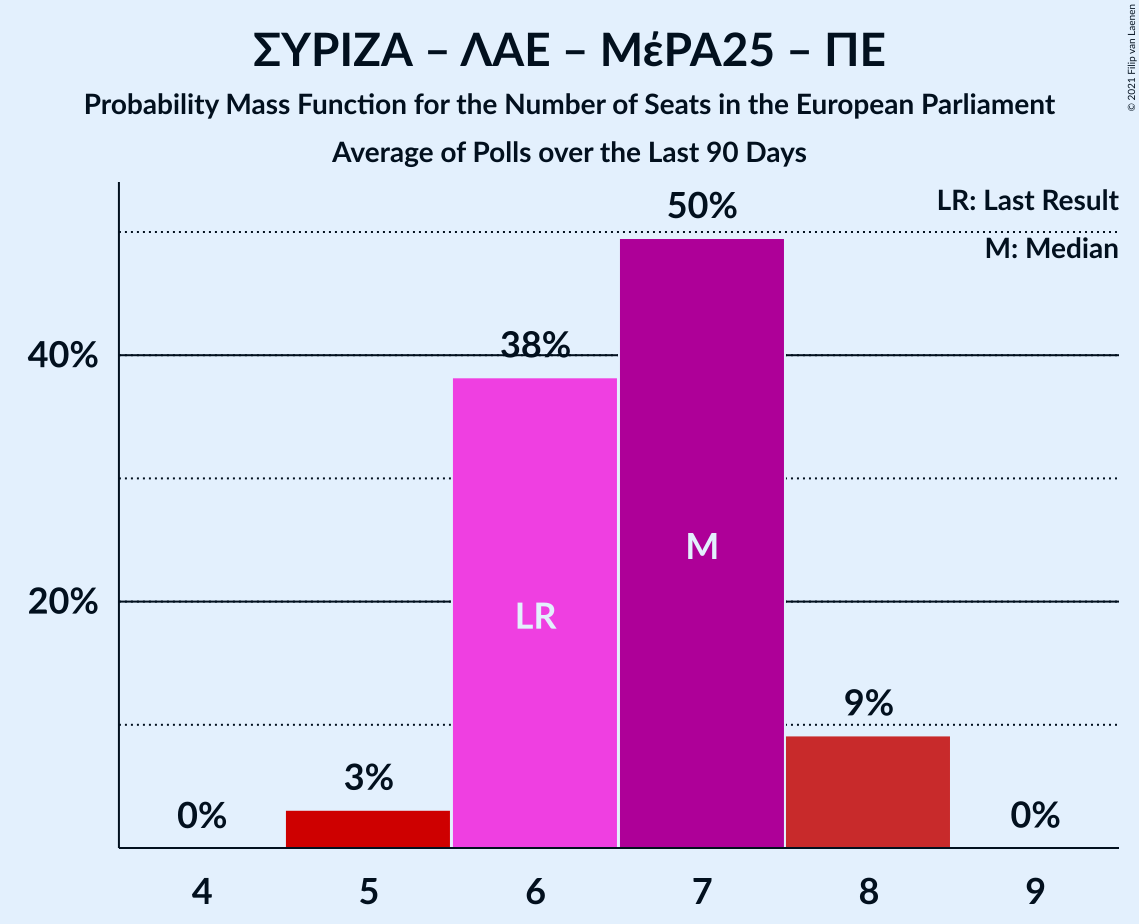 ΣΥΡΙΖΑ – ΛΑΕ – ΜέΡΑ25 – ΠΕ
Probability Mass Function for the Number of Seats in the European Parliament
Average of Polls over the Last 90 Days
© 2021 Filip van Laenen
LR: Last Result
M: Median
50%
38%
40%
M
20%
LR
9%
3%
0%
0%
4 5 6 7 8 9